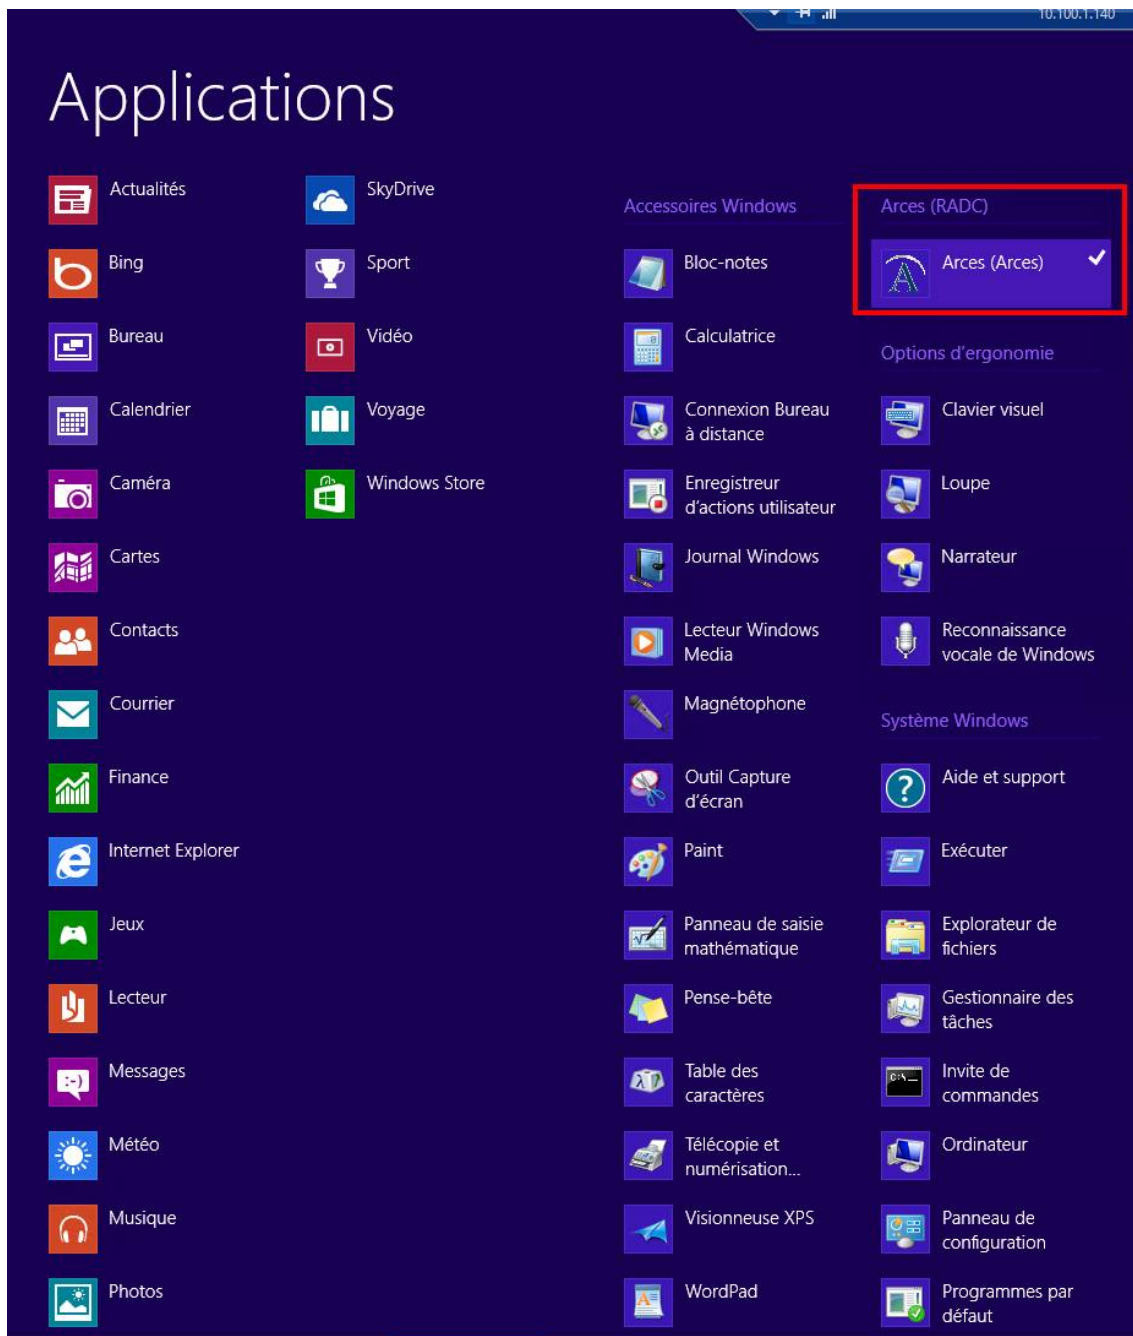 10.100.1.140
Applications
Actualités
Bing
Bureau
Calendrier
Caméra
Cartes
Contacts
Courrier
Finance
Internet Explorer
Jeux
Lecteur
Messages
Météo
Musique
Photos
SkyDrive
Sport
Vidéo
Voyage
Windows Store
Accessoires Windows
Bloc-notes
Calculatrice
Connexion Bureau
à distance
Enregistreur
d'actions utilisateur
Journal Windows
Lecteur Windows
Media
Magnétophone
Outil Capture
d'écran
Paint
Panneau de saisie
mathématique
Pense-bête
Table des
caractères
Télécopie et
numérisation...
Visionneuse XPS
WordPad
Arces (RADC)
Arces (Arces)
Options d'ergonomie
Clavier visuel
Loupe
Narrateur
Reconnaissance
vocale de Windows
Système Windows
Aide et support
Exécuter
Explorateur de
fichiers
Gestionnaire des
tâches
Invite de
commandes
Ordinateur
Panneau de
configuration
Programmes par
défaut